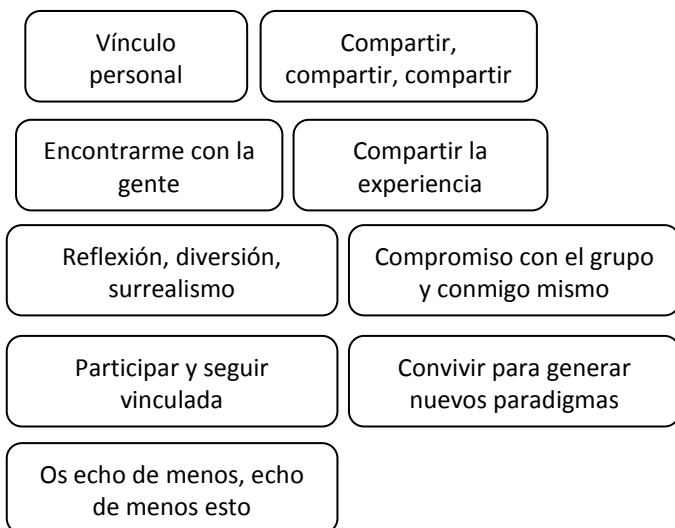 Vínculo
personal
Compartir,
compartir, compartir
Encontrarme con la
gente
Compartir la
experiencia
Reflexión, diversión,
surrealismo
Compromiso con el grupo
y conmigo mismo
Participar y seguir
vinculada
Convivir para generar
nuevos paradigmas
Os echo de menos, echo
de menos esto